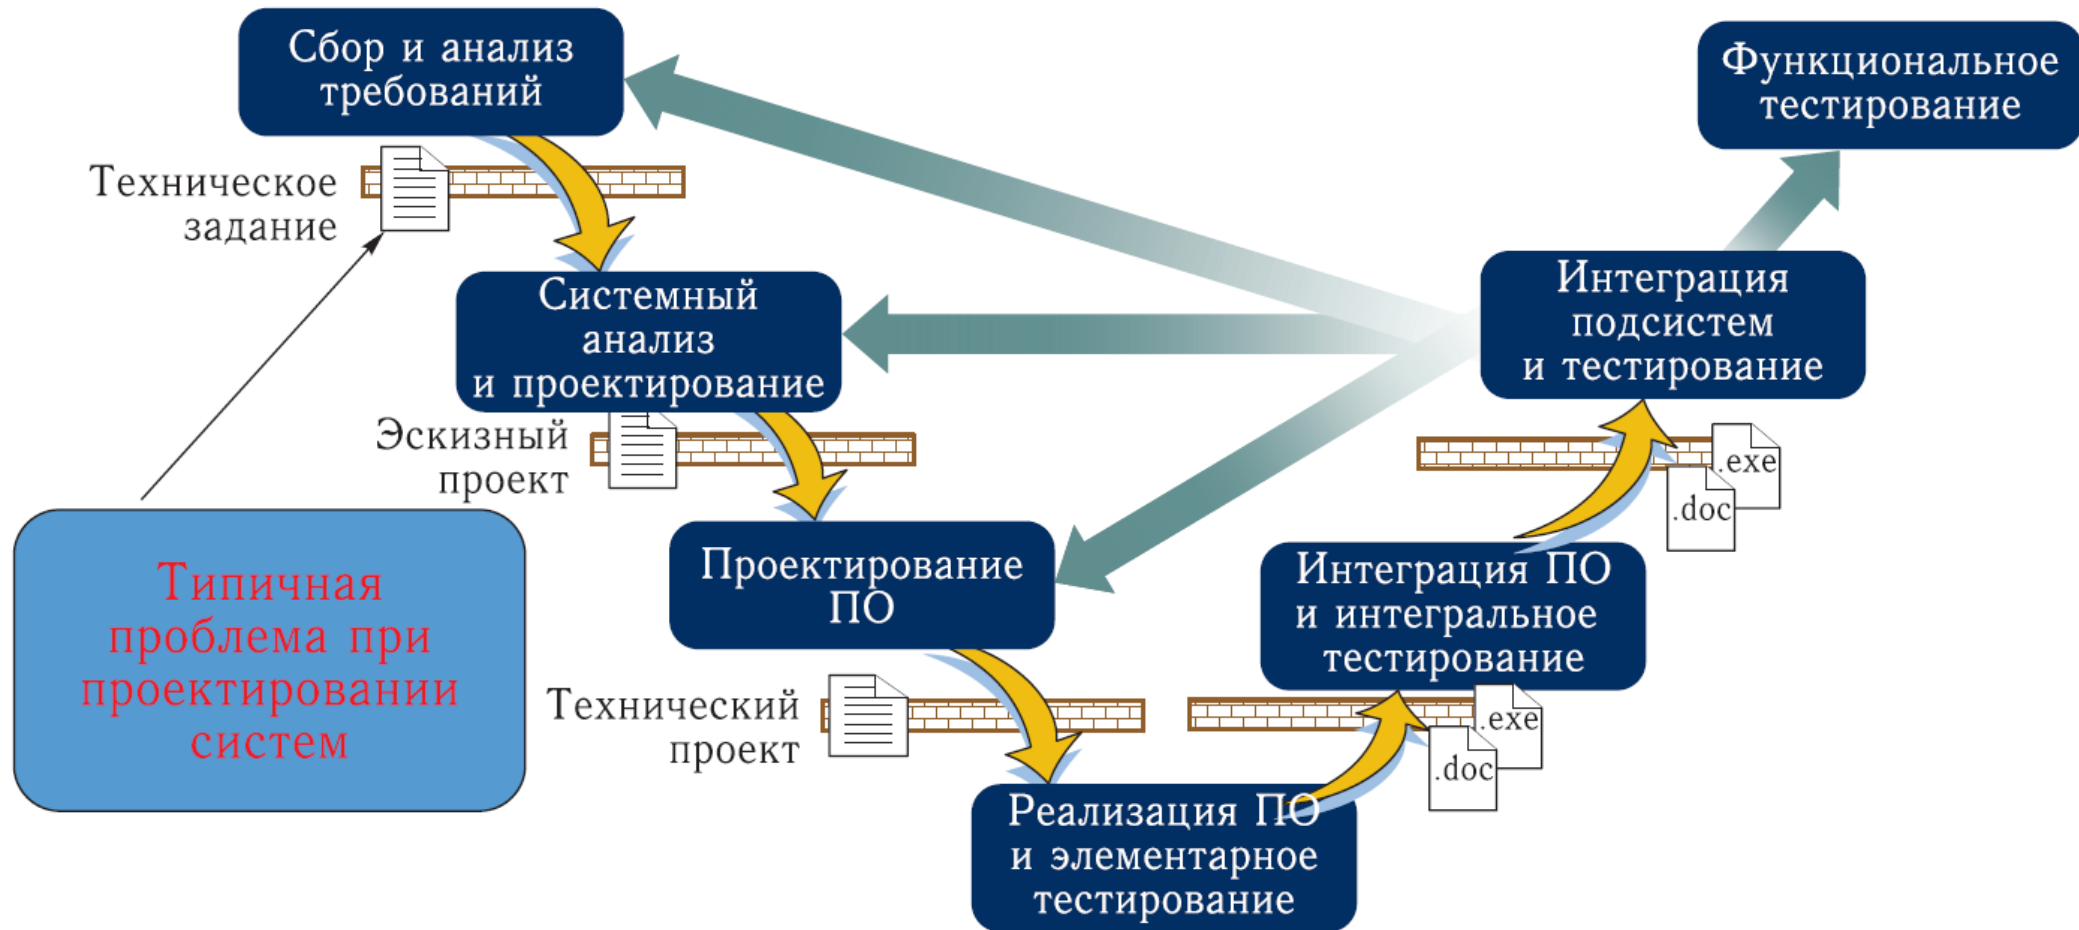 Сбор и анализ
требований
Функциональное
тестирование
Техническое
задание
Системный
анализ
и проектирование
Интеграция
подсистем
и тестирование
Эскизный
проект
.exe
.doc
Типичная
проблема при
проектировании
систем
Проектирование
ПО
Интеграция ПО
и интегральное
тестирование
Технический
проект
.exe
.doc
Реализация ПО
и элементарное
тестирование